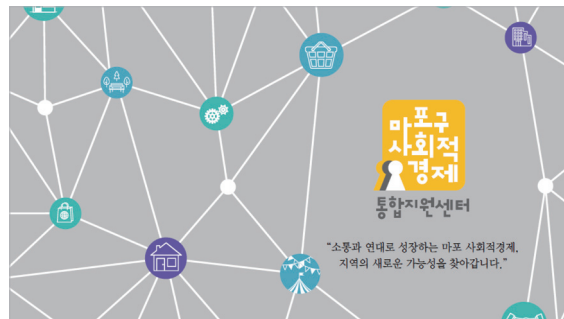 마포구
사회적
경제
통합지원센터
“소통과 연대로 성장하는 마포 사회적경제,
지역의 새로운 가능성을 찾아갑니다.”